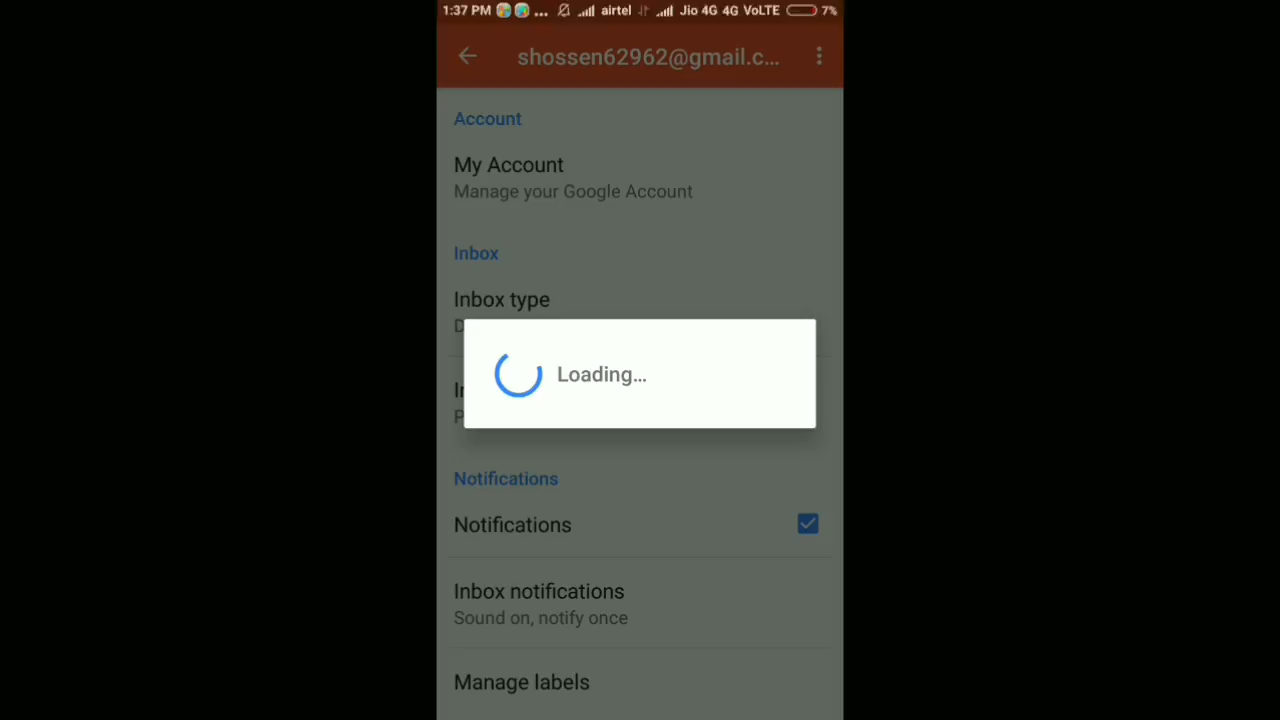 1:37 PM ... airtel Jio 4G 4G VoLTE 7%
shossen62962@gmail.c...
Account
My Account
Manage your Google Account
Inbox
Inbox type
Loading...
Notifications
Notifications
Inbox notifications
Sound on, notify once
Manage labels